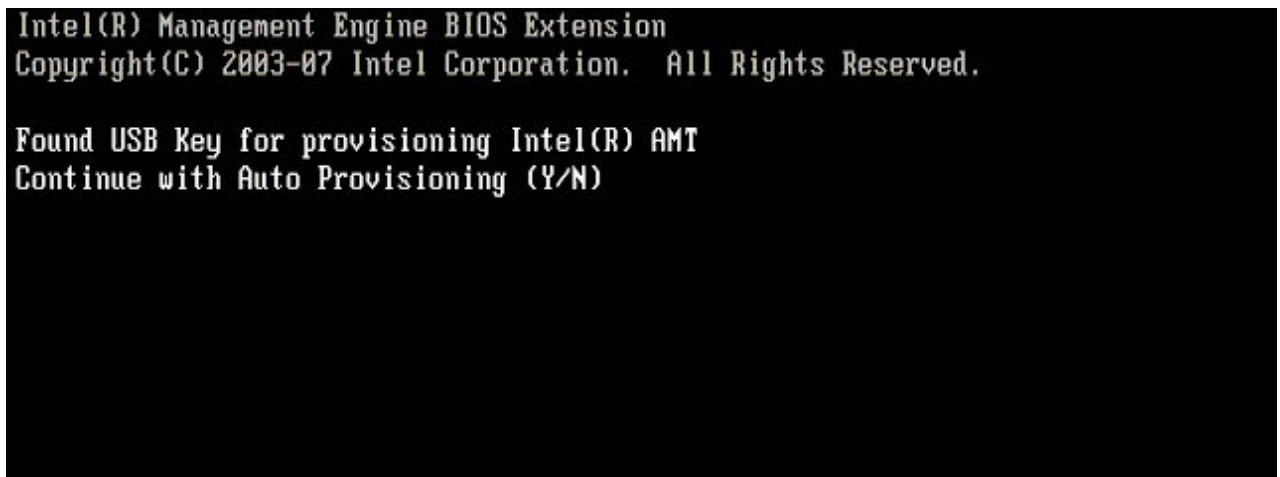 Intel(R) Management Engine BIOS Extension
Copyright(C) 2003-07 Intel Corporation. All Rights Reserved.
Found USB Key for provisioning Intel(R) AMT
Continue with Auto Provisioning (Y/N)